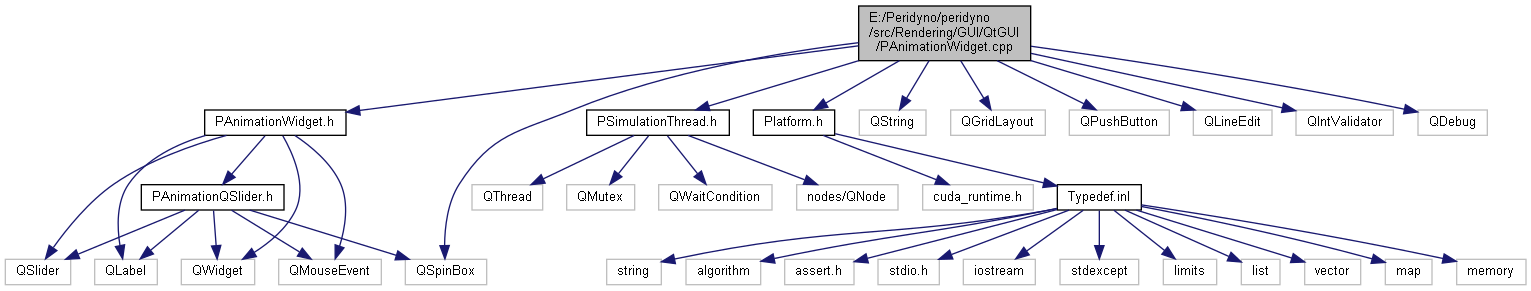 E:/Peridyno/peridyno
/src/Rendering/GUI/QtGUI
/PAnimationWidget.cpp
PAnimationWidget.h
PSimulationThread.h
Platform.h
QString
QGridLayout
QPushButton
QLineEdit
QIntValidator
QDebug
PAnimationQSlider.h
QThread
QMutex
QWaitCondition
nodes/QNode
cuda_runtime.h
Typedef.inl
QSlider
QLabel
QWidget
QMouseEvent
QSpinBox
string
algorithm
assert.h
stdio.h
iostream
stdexcept
limits
list
vector
map
memory